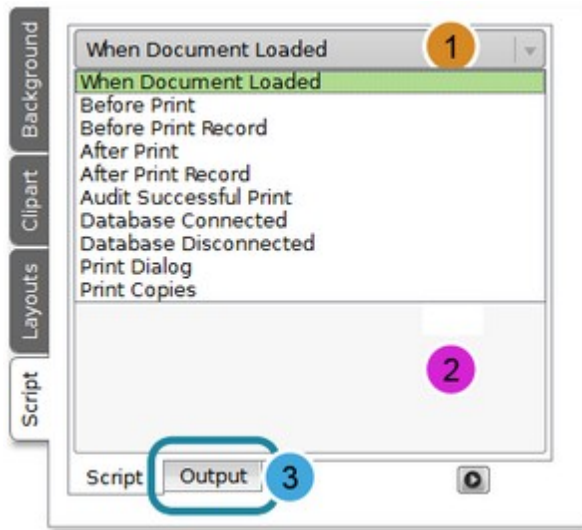 Background
Clipart
Layouts
Script
When Document Loaded
1
When Document Loaded
Before Print
Before Print Record
After Print
After Print Record
Audit Successful Print
Database Connected
Database Disconnected
Print Dialog
Print Copies
2
Script Output 3